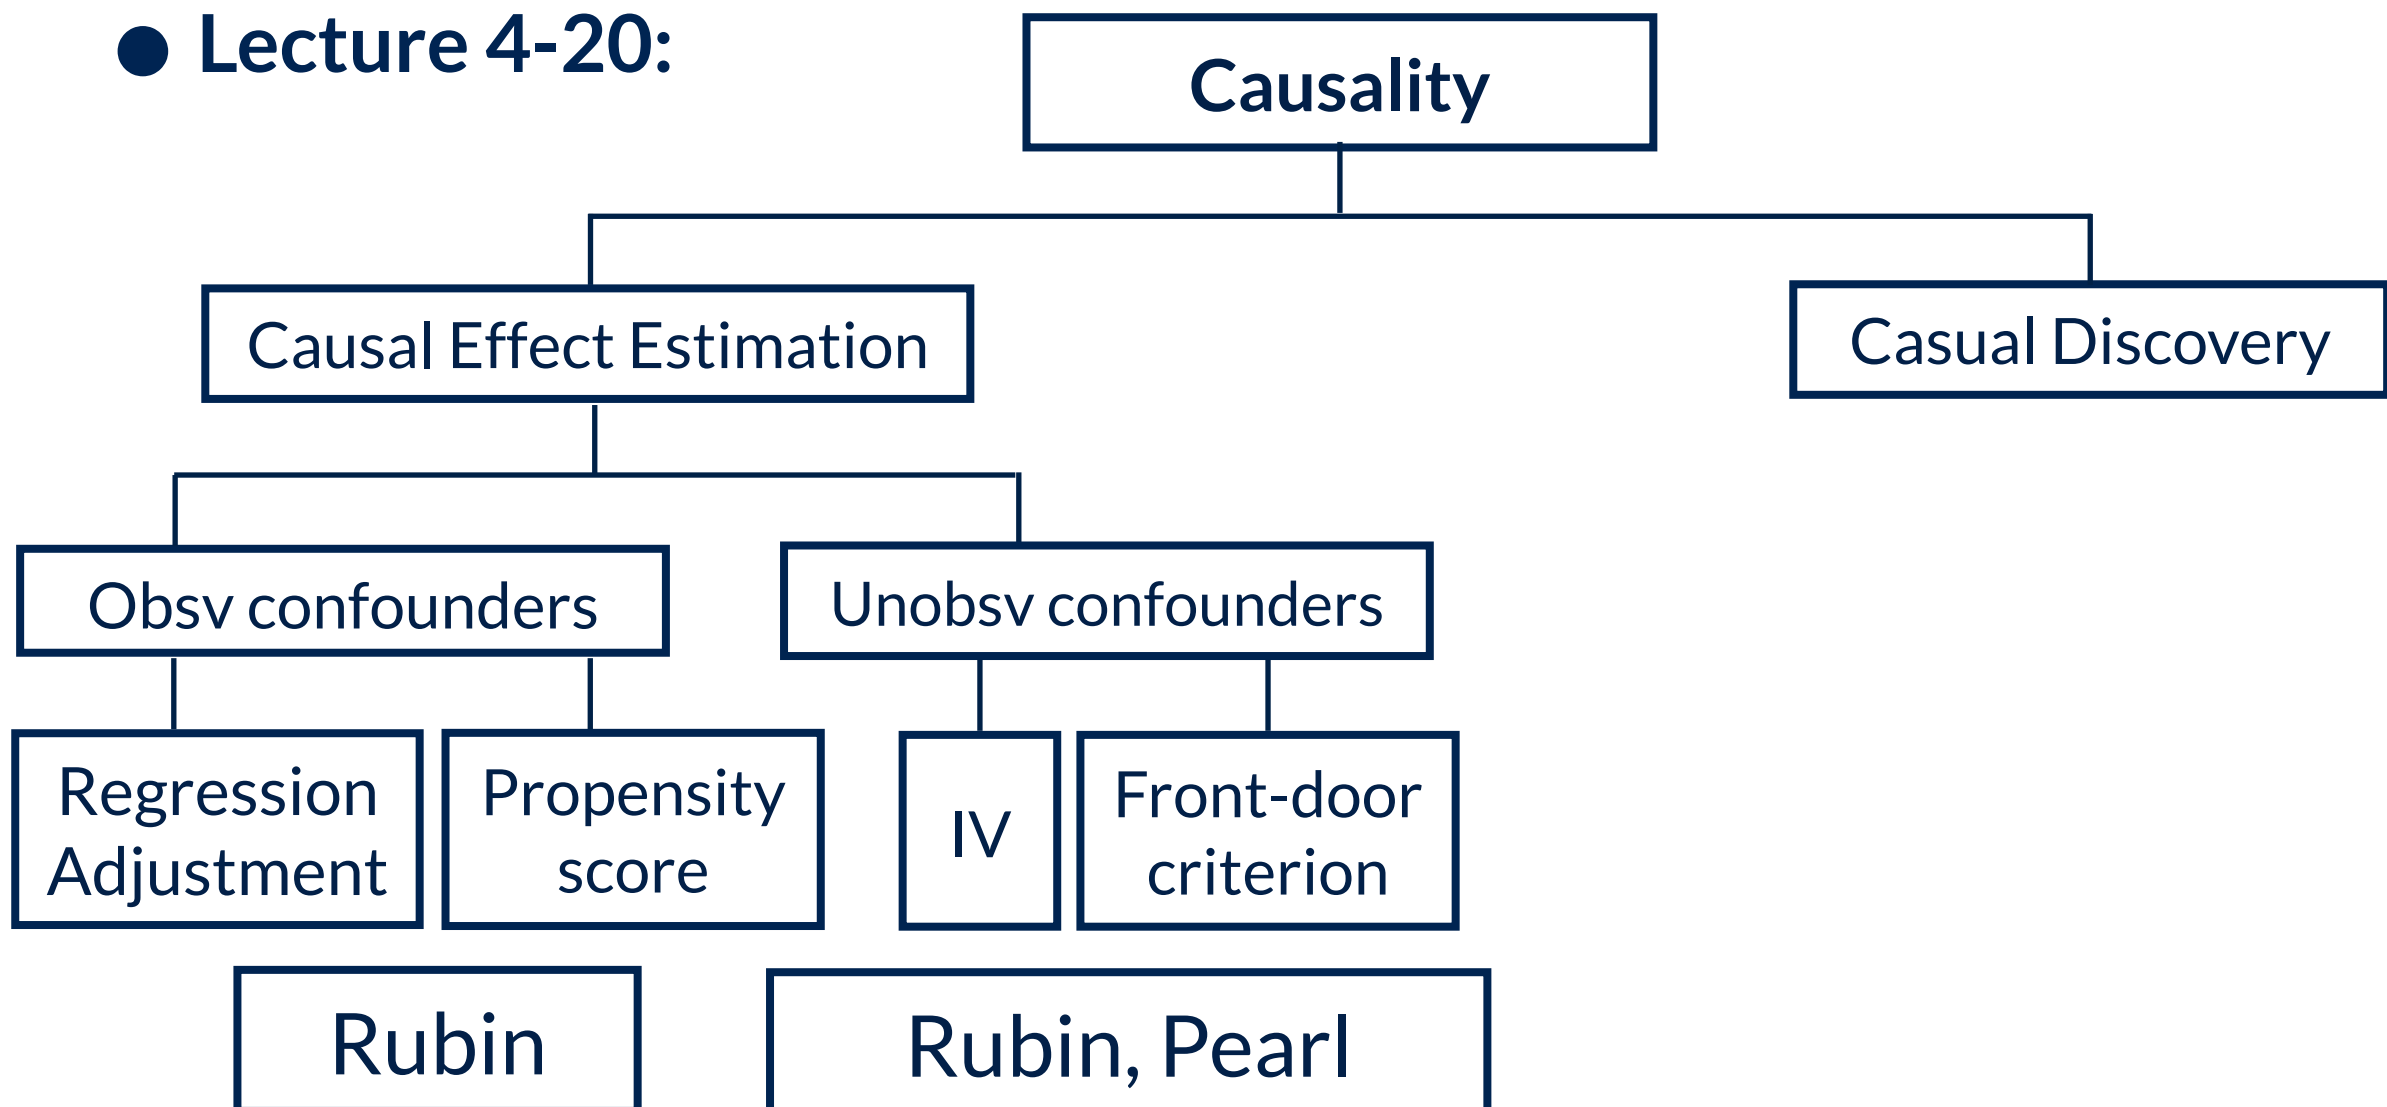 ● Lecture 4-20:
Causality
Causal Effect Estimation
Casual Discovery
Obsv confounders
Unobsv confounders
Regression
Adjustment
Propensity
score
IV
Front-door
criterion
Rubin
Rubin, Pearl